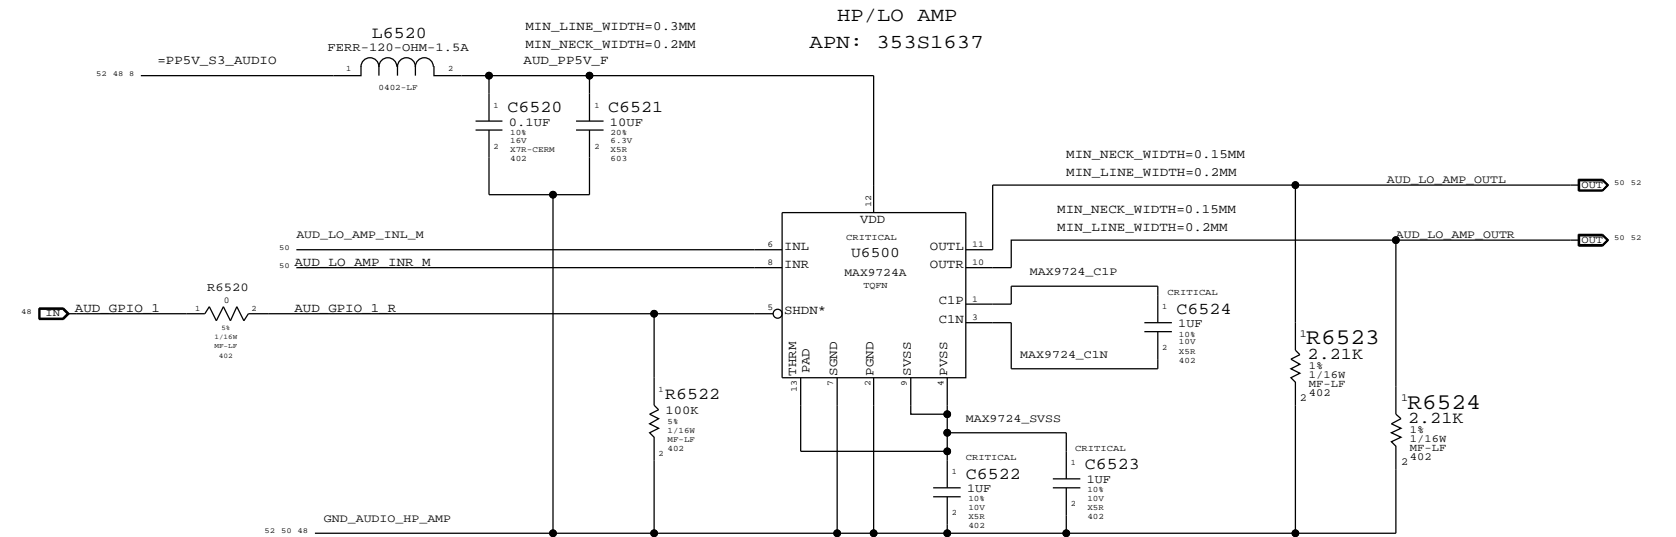 HP/LO AMP
APN: 353S1637
L6520
FERR-120-OHM-1.5A
=PP5V_S3_AUDIO
52 48 8
1
2
0402-LF
MIN_LINE_WIDTH=0.3MM
MIN_NECK_WIDTH=0.2MM
AUD_PP5V_F
1
C6520
0.1UF
10%
16V
X7R-CERM
402
2
1
C6521
10UF
20%
6.3V
X5R
603
2
MIN_NECK_WIDTH=0.15MM
MIN_LINE_WIDTH=0.2MM
AUD_LO_AMP_OUTL
OUT
50 52
MIN_NECK_WIDTH=0.15MM
MIN_LINE_WIDTH=0.2MM
AUD_LO_AMP_OUTR
OUT
50 52
12
VDD
CRITICAL
U6500
MAX9724A
TQFN
AUD_LO_AMP_INL_M
50
6
INL
AUD_LO_AMP_INR_M
50
8
INR
OUTL
11
OUTR
10
MAX9724_C1P
C1P
1
C1N
3
MAX9724_C1N
CRITICAL
1
C6524
1UF
10%
10V
X5R
402
2
R6520
0
48
IN
AUD_GPIO_1
1
2
5%
1/16W
MF-LF
402
AUD_GPIO_1_R
5
SHDN*
THRM
PAD
SGND
PGND
SVSS
PVSS
13
7
2
9
4
1
R6522
100K
5%
1/16W
MF-LF
402
2
MAX9724_SVSS
CRITICAL
1
C6522
1UF
10%
10V
X5R
402
2
CRITICAL
1
C6523
1UF
10%
10V
X5R
402
2
1
R6523
2.21K
1%
1/16W
MF-LF
402
2
1
R6524
2.21K
1%
1/16W
MF-LF
402
2
GND_AUDIO_HP_AMP
52 50 48